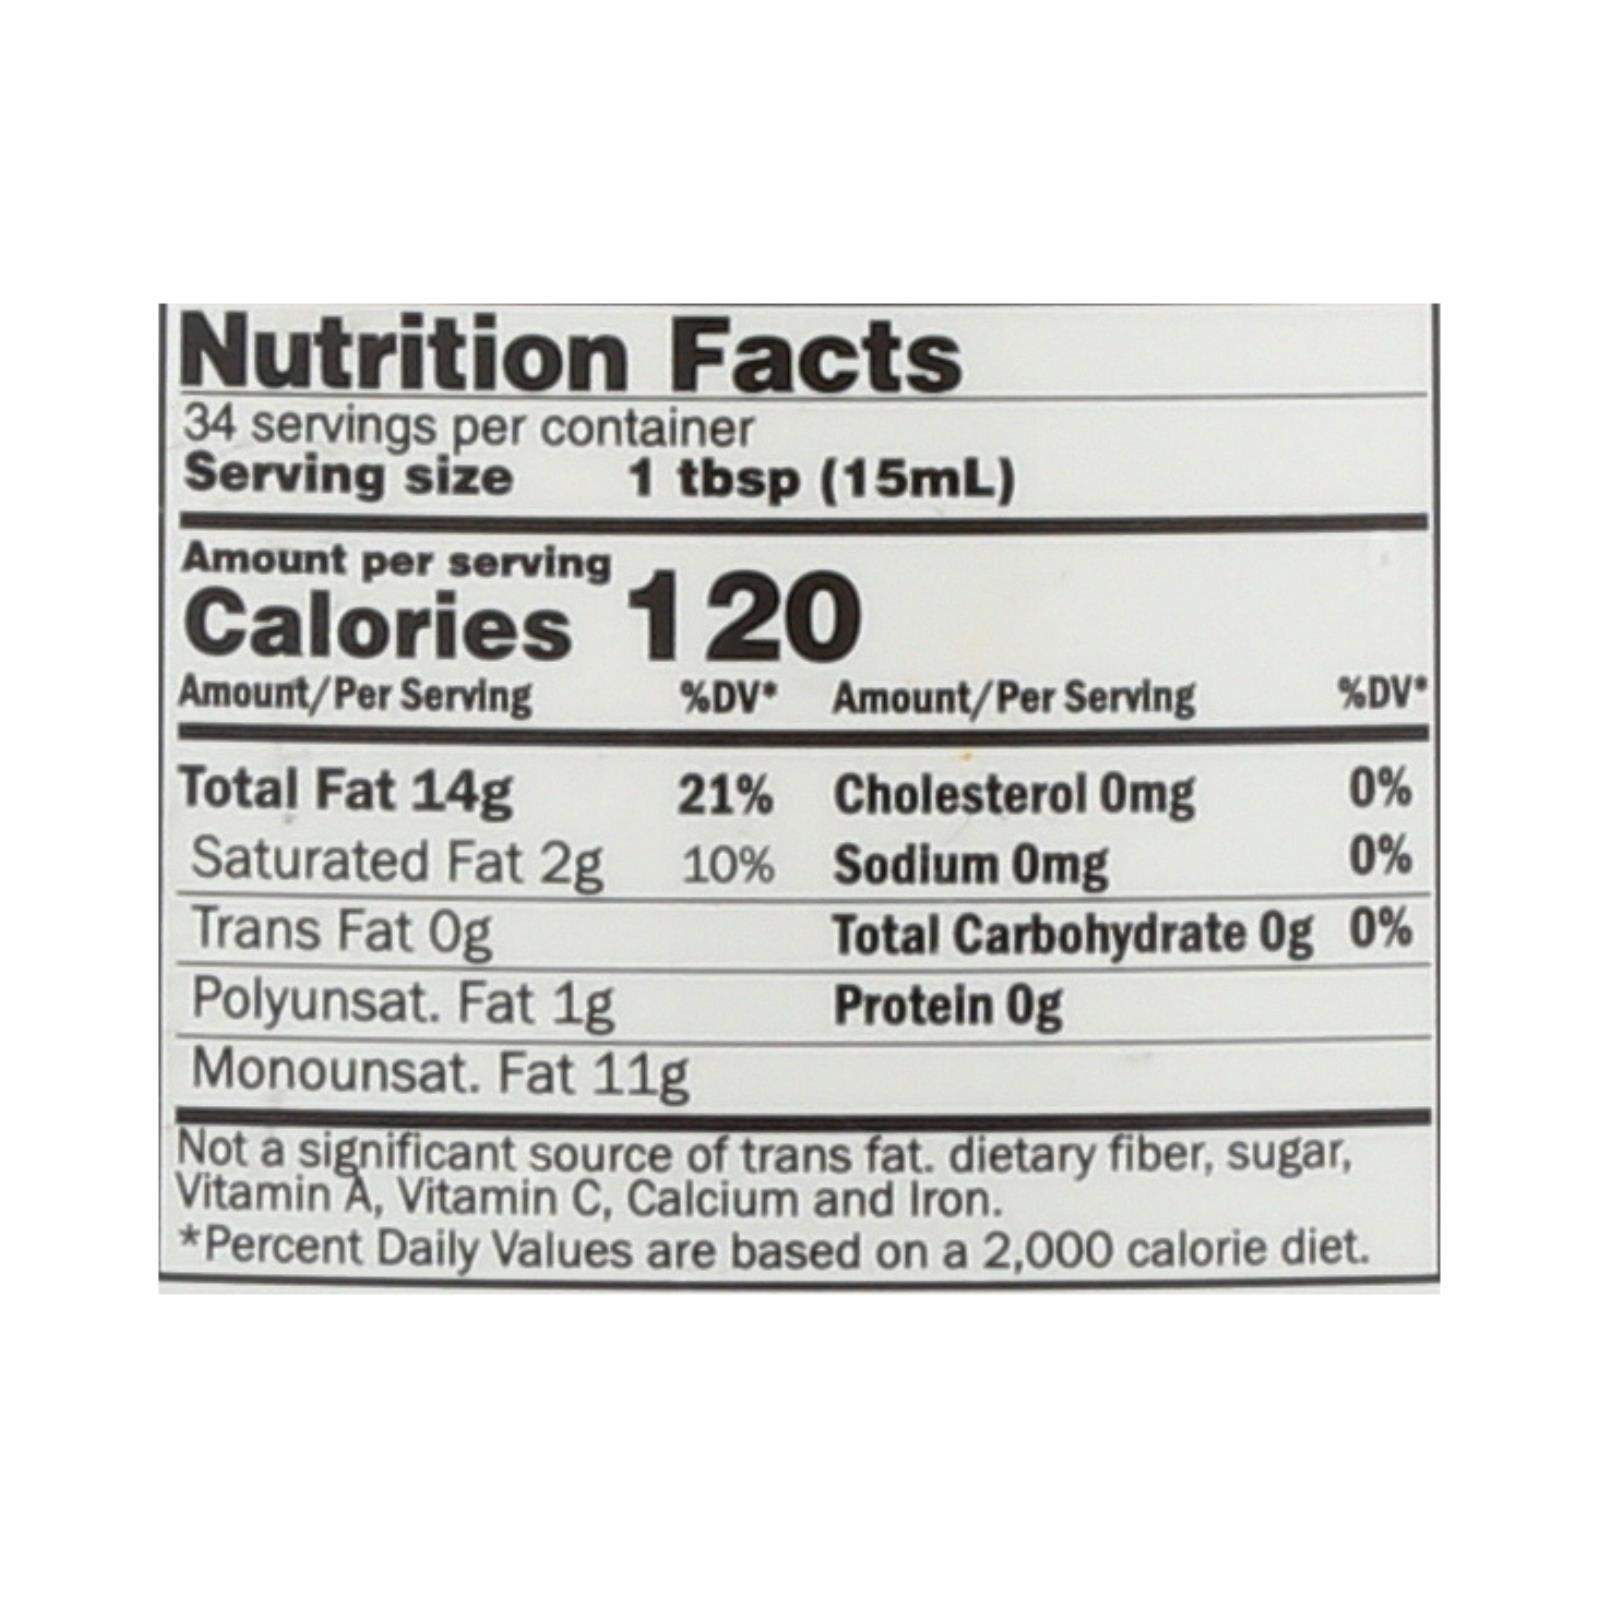 Nutrition Facts
34 servings per container
Serving size 1 tbsp (15mL)
Amount per serving
Calories 120
Amount/Per Serving %DV* Amount/Per Serving %DV*
Total Fat 14g 21% Cholesterol 0mg 0%
Saturated Fat 2g 10% Sodium 0mg 0%
Trans Fat 0g Total Carbohydrate 0g 0%
Polyunsat. Fat 1g Protein 0g
Monounsat. Fat 11g
Not a significant source of trans fat. dietary fiber, sugar,
Vitamin A, Vitamin C, Calcium and Iron.
*Percent Daily Values are based on a 2,000 calorie diet.